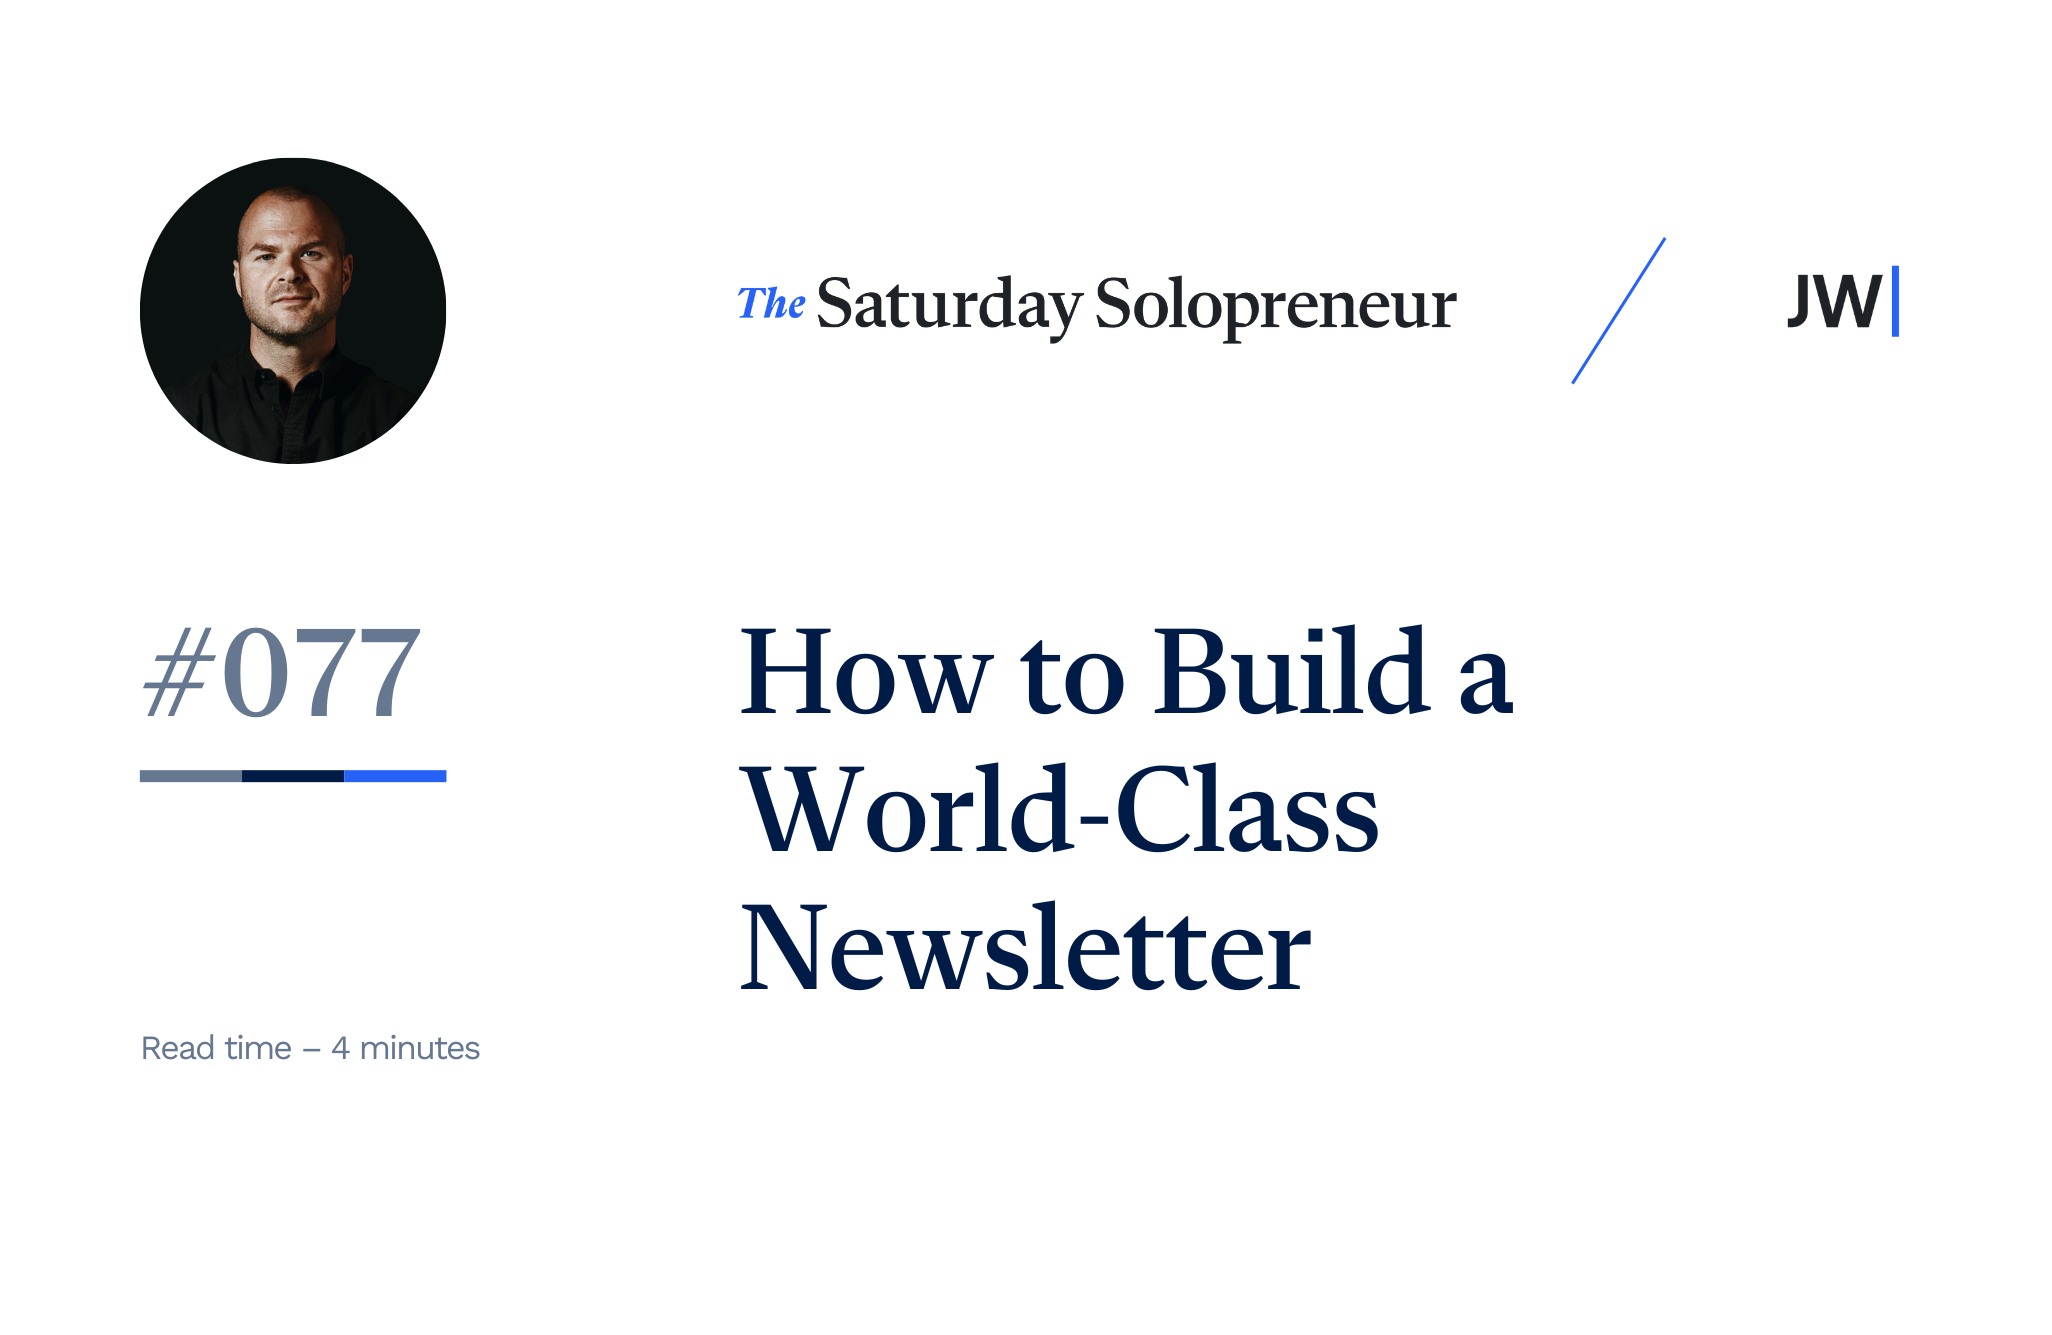 The Saturday Solopreneur
JW
#077
How to Build a
World-Class
Newsletter
Read time – 4 minutes